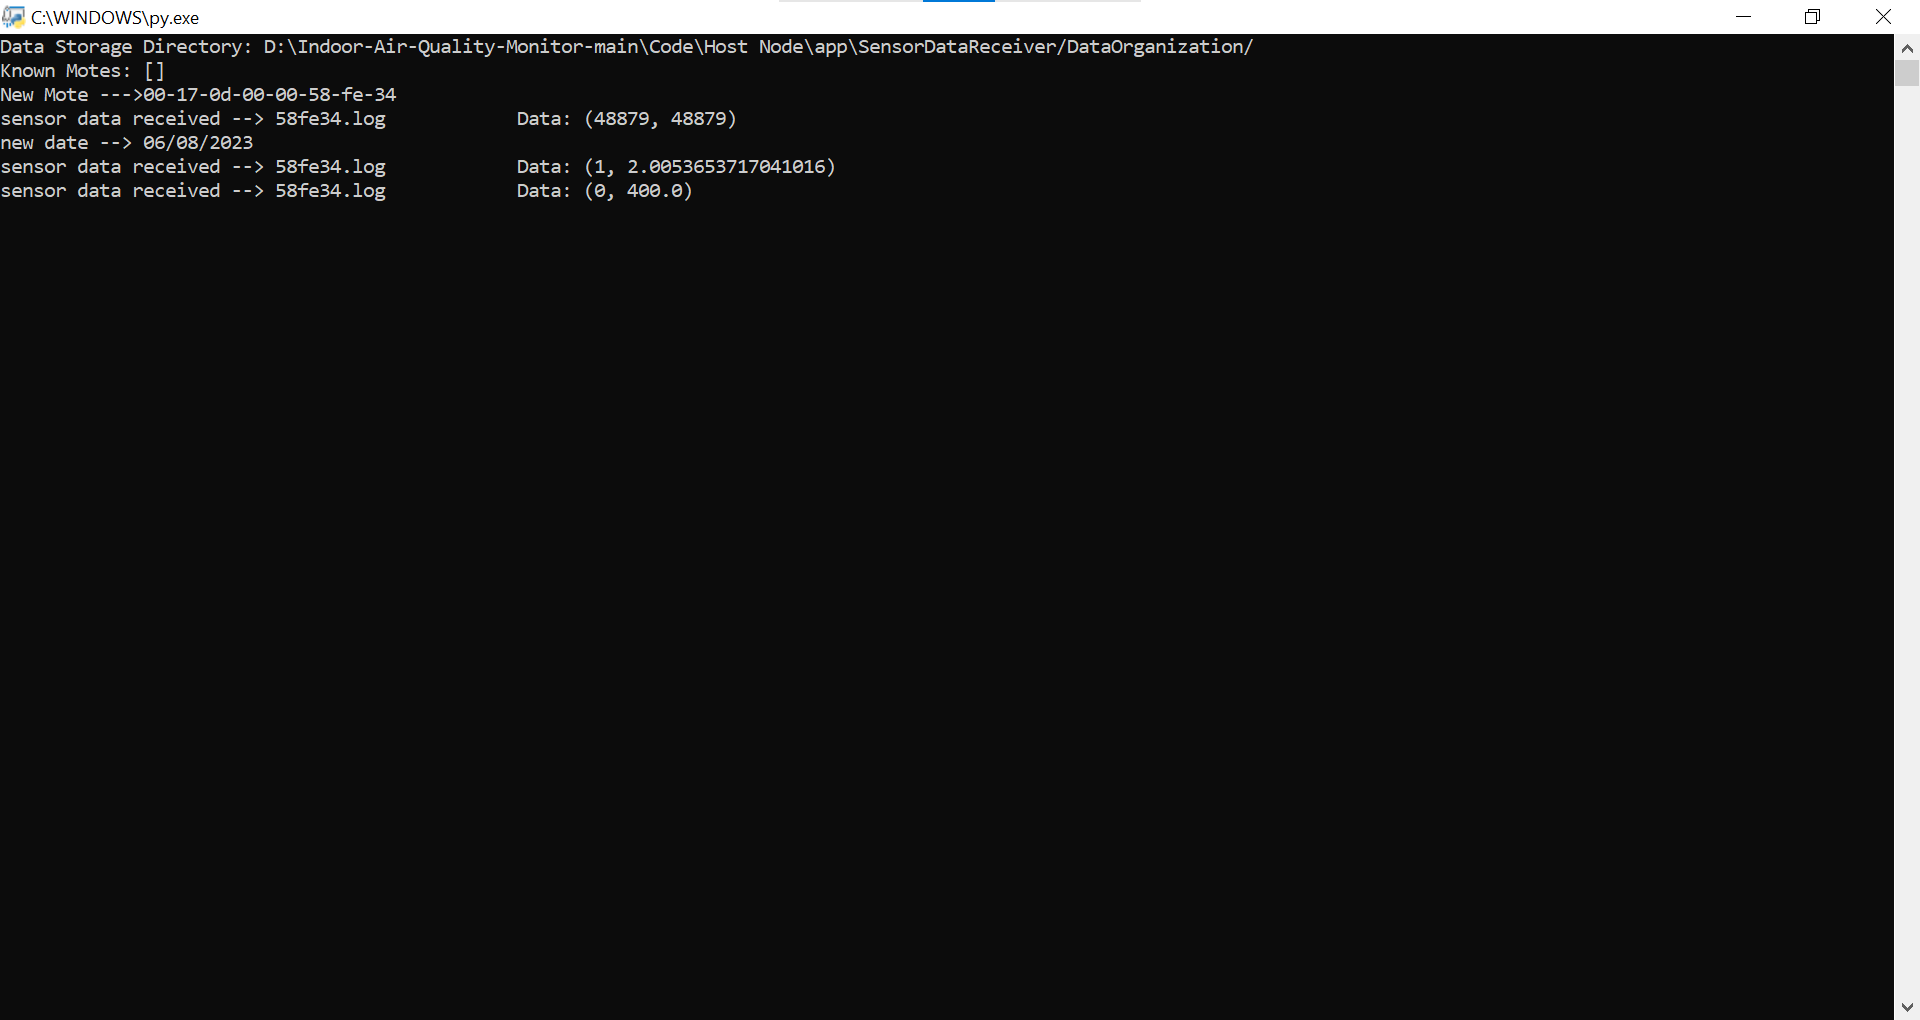 C:\WINDOWS\py.exe
Data Storage Directory: D:\Indoor-Air-Quality-Monitor-main\Code\Host Node\app\SensorDataReceiver/DataOrganization/
Known Motes: []
New Mote --->00-17-0d-00-00-58-fe-34
sensor data received --> 58fe34.log            Data: (48879, 48879)
new date --> 06/08/2023
sensor data received --> 58fe34.log            Data: (1, 2.0053653717041016)
sensor data received --> 58fe34.log            Data: (0, 400.0)